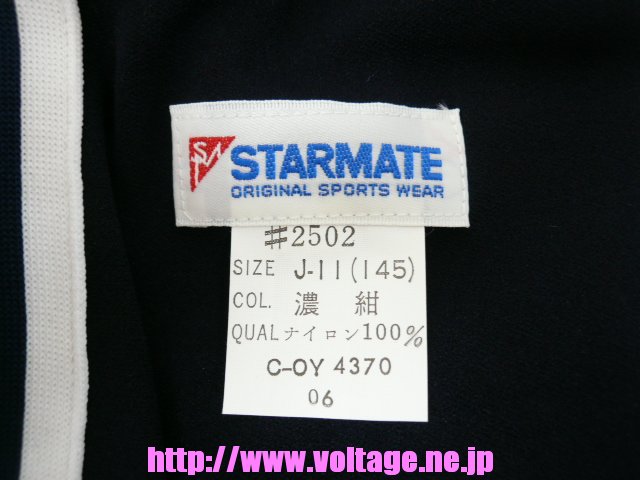 SM
STARMATE
ORIGINAL SPORTS WEAR
#2502
SIZE J-11(145)
COL. 濃 紺
QUALナイロン100%
C-OY 4370
06
http://www.voltage.ne.jp